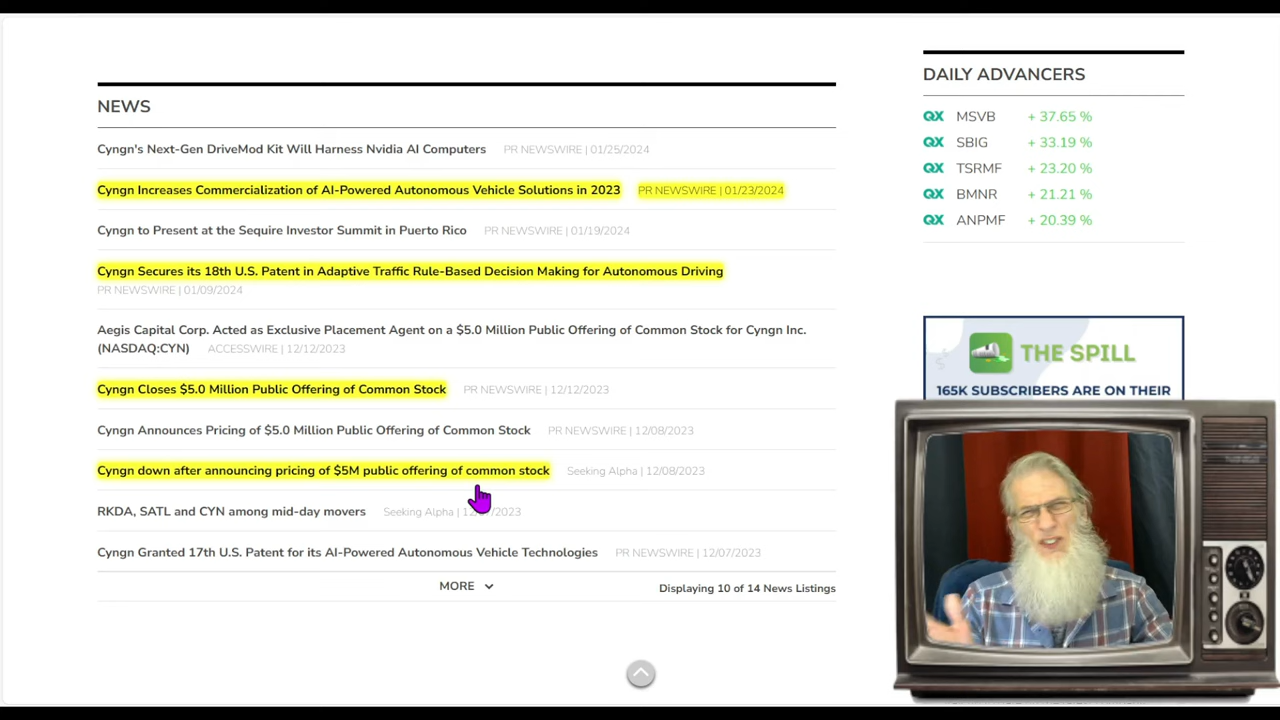 NEWS
Cyngn's Next-Gen DriveMod Kit Will Harness Nvidia AI Computers PR NEWSWIRE | 01/25/2024
Cyngn Increases Commercialization of AI-Powered Autonomous Vehicle Solutions in 2023 PR NEWSWIRE | 01/23/2024
Cyngn to Present at the Sequire Investor Summit in Puerto Rico PR NEWSWIRE | 01/19/2024
Cyngn Secures its 18th U.S. Patent in Adaptive Traffic Rule-Based Decision Making for Autonomous Driving
PR NEWSWIRE | 01/09/2024
Aegis Capital Corp. Acted as Exclusive Placement Agent on a $5.0 Million Public Offering of Common Stock for Cyngn Inc.
(NASDAQ:CYN) ACCESSWIRE | 12/12/2023
Cyngn Closes $5.0 Million Public Offering of Common Stock PR NEWSWIRE | 12/12/2023
Cyngn Announces Pricing of $5.0 Million Public Offering of Common Stock PR NEWSWIRE | 12/08/2023
Cyngn down after announcing pricing of $5M public offering of common stock Seeking Alpha | 12/08/2023
RKDA, SATL and CYN among mid-day movers Seeking Alpha |
Cyngn Granted 17th U.S. Patent for its AI-Powered Autonomous Vehicle Technologies PR NEWSWIRE | 12/07/2023
MORE
Displaying 10 of 14 News Listings
DAILY ADVANCERS
QX MSVB + 37.65 %
QX SBIG + 33.19 %
QX TSRMF + 23.20 %
QX BMNR + 21.21 %
QX ANPMF + 20.39 %
THE SPILL
165K SUBSCRIBERS ARE ON THEIR